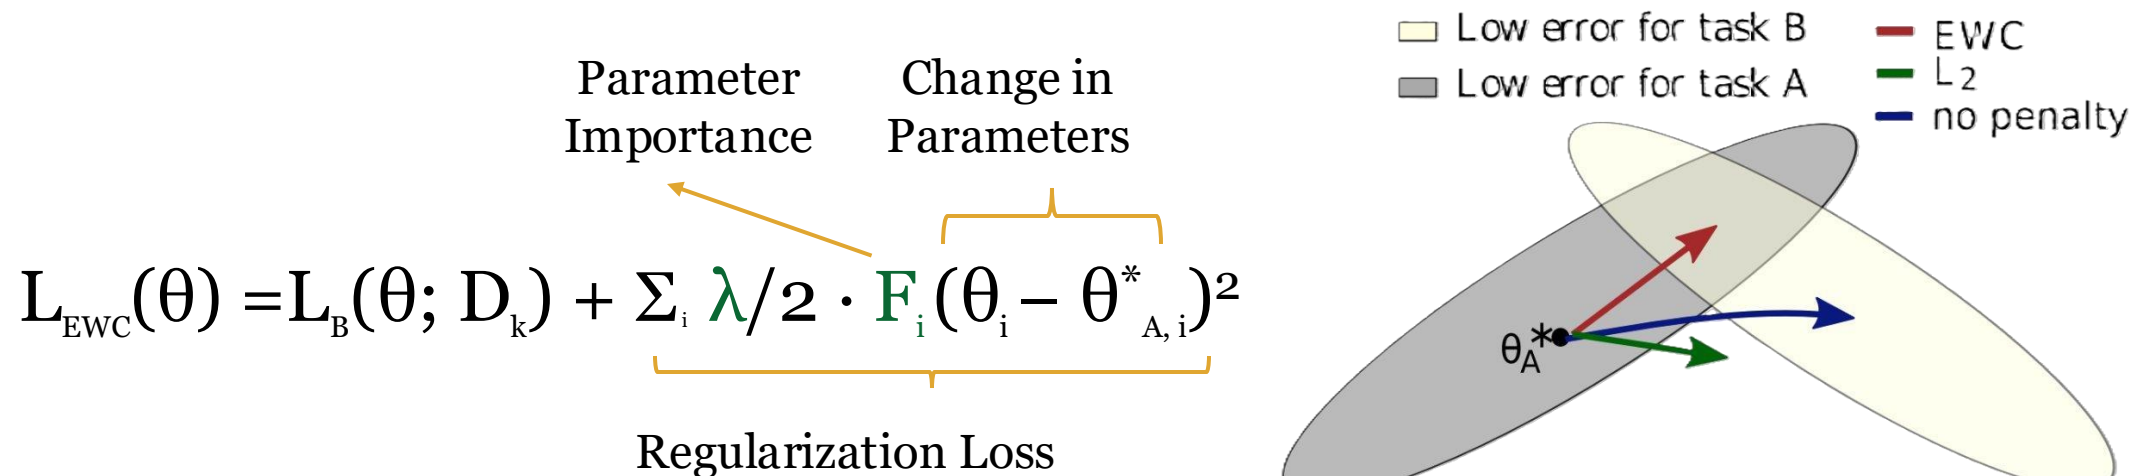 Parameter
Importance
Change in
Parameters
L_EWC(θ) =L_B(θ; D_k) + Σ_i λ/2 · F_i(θ_i – θ*_A, i)²
Regularization Loss
Low error for task B
Low error for task A
EWC
L₂
no penalty
θ_A*